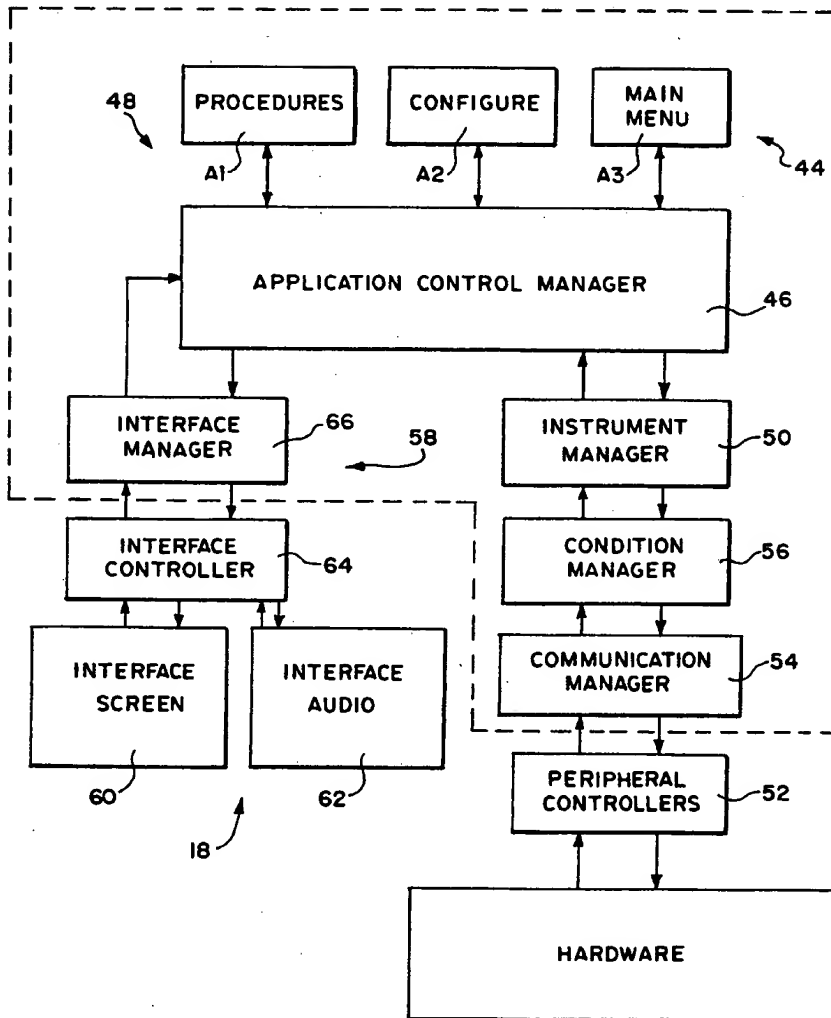 PROCEDURES
CONFIGURE
MAIN
MENU
48
A1
A2
A3
44
APPLICATION CONTROL MANAGER
46
INTERFACE
MANAGER
66
58
INSTRUMENT
MANAGER
50
INTERFACE
CONTROLLER
64
CONDITION
MANAGER
56
INTERFACE
SCREEN
60
INTERFACE
AUDIO
62
COMMUNICATION
MANAGER
54
18
PERIPHERAL
CONTROLLERS
52
HARDWARE